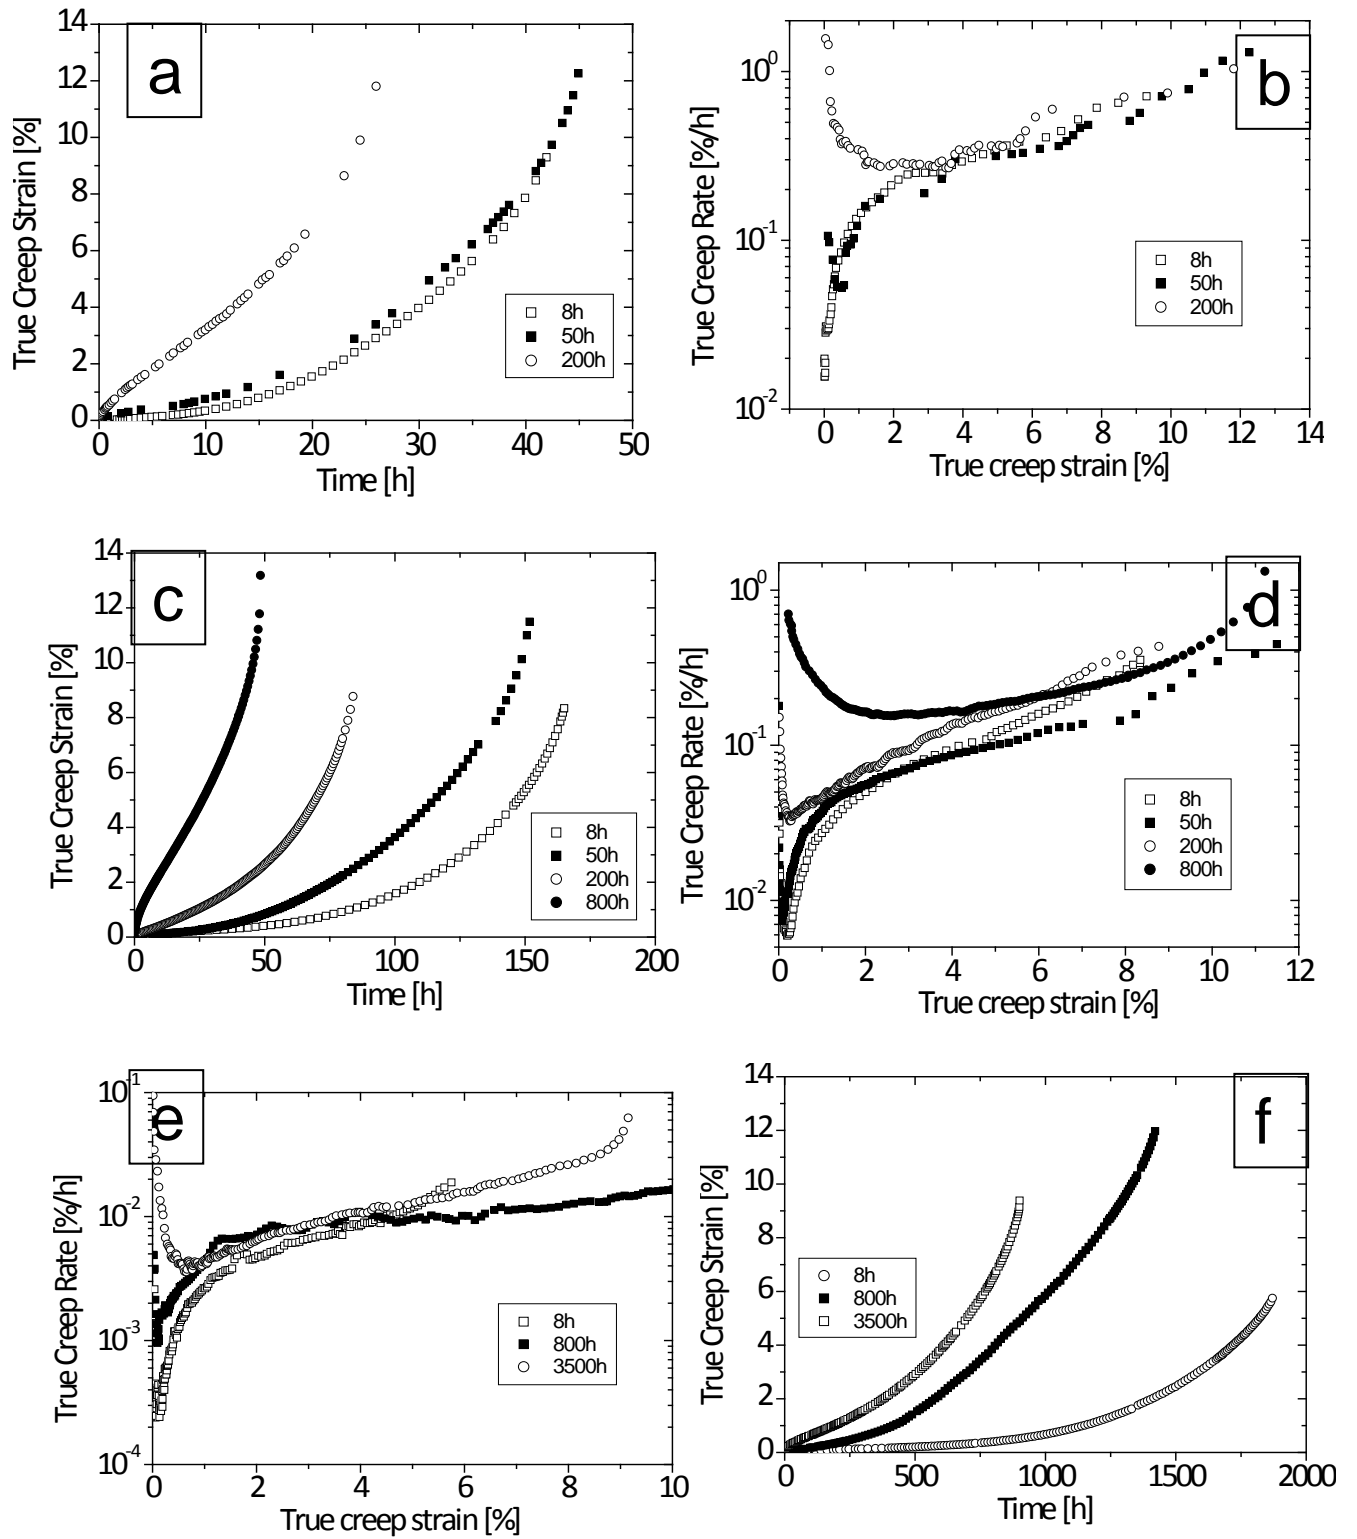 a
14
12
10
8
6
4
2
0
0 10 20 30 40 50
True Creep Strain [%]
Time [h]
8h
50h
200h
b
10^0
10^-1
10^-2
0 2 4 6 8 10 12 14
True Creep Rate [%/h]
True creep strain [%]
8h
50h
200h
c
14
12
10
8
6
4
2
0
0 50 100 150 200
True Creep Strain [%]
Time [h]
8h
50h
200h
800h
d
10^0
10^-1
10^-2
0 2 4 6 8 10 12
True Creep Rate [%/h]
True creep strain [%]
8h
50h
200h
800h
e
10^-1
10^-2
10^-3
10^-4
0 2 4 6 8 10
True Creep Rate [%/h]
True creep strain [%]
8h
800h
3500h
f
14
12
10
8
6
4
2
0
0 500 1000 1500 2000
True Creep Strain [%]
Time [h]
8h
800h
3500h